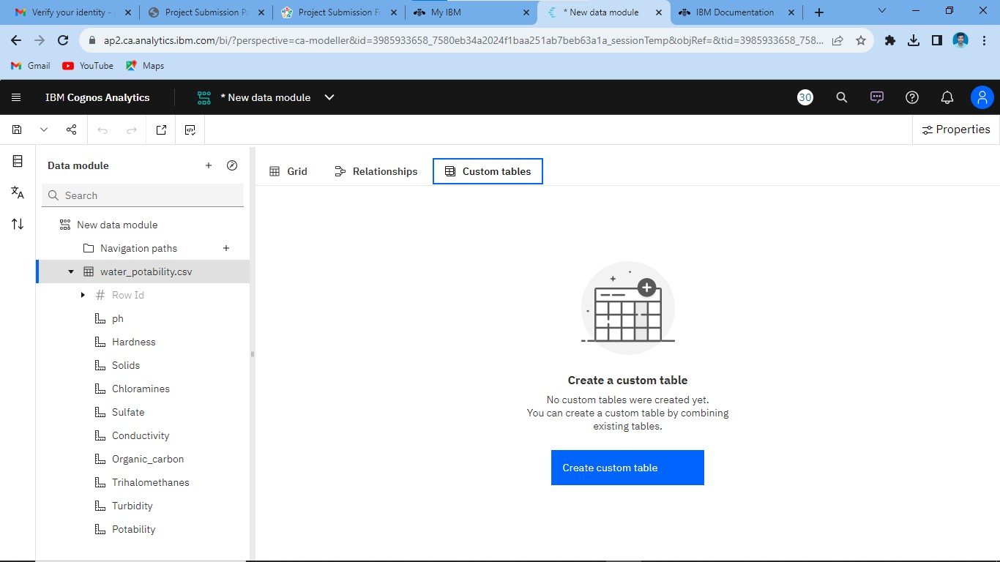 Verify your identity -
Project Submission Pa
Project Submission Fo
My IBM
* New data module
IBM Documentation
ap2.ca.analytics.ibm.com/bi/?perspective=ca-modeller&id=3985933658_7580eb34a2024f1baa251ab7beb63a1a_sessionTemp&objRef=&tid=3985933658_758...
Gmail
YouTube
Maps
IBM Cognos Analytics
* New data module
30
Properties
Data module
Search
New data module
Navigation paths
water_potability.csv
Row Id
ph
Hardness
Solids
Chloramines
Sulfate
Conductivity
Organic_carbon
Trihalomethanes
Turbidity
Potability
Grid
Relationships
Custom tables
Create a custom table
No custom tables were created yet.
You can create a custom table by combining
existing tables.
Create custom table